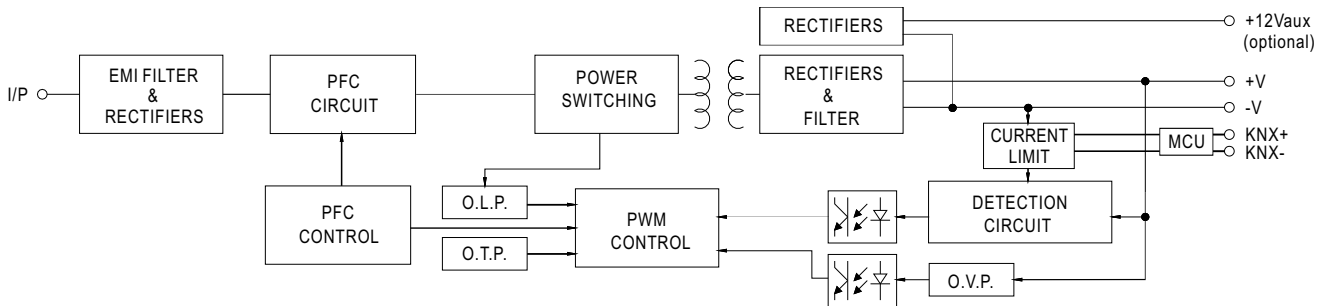 I/P
EMI FILTER
&
RECTIFIERS
PFC
CIRCUIT
POWER
SWITCHING
RECTIFIERS
RECTIFIERS
&
FILTER
+12Vaux
(optional)
+V
-V
CURRENT
LIMIT
MCU
KNX+
KNX-
PFC
CONTROL
O.L.P.
O.T.P.
PWM
CONTROL
DETECTION
CIRCUIT
O.V.P.